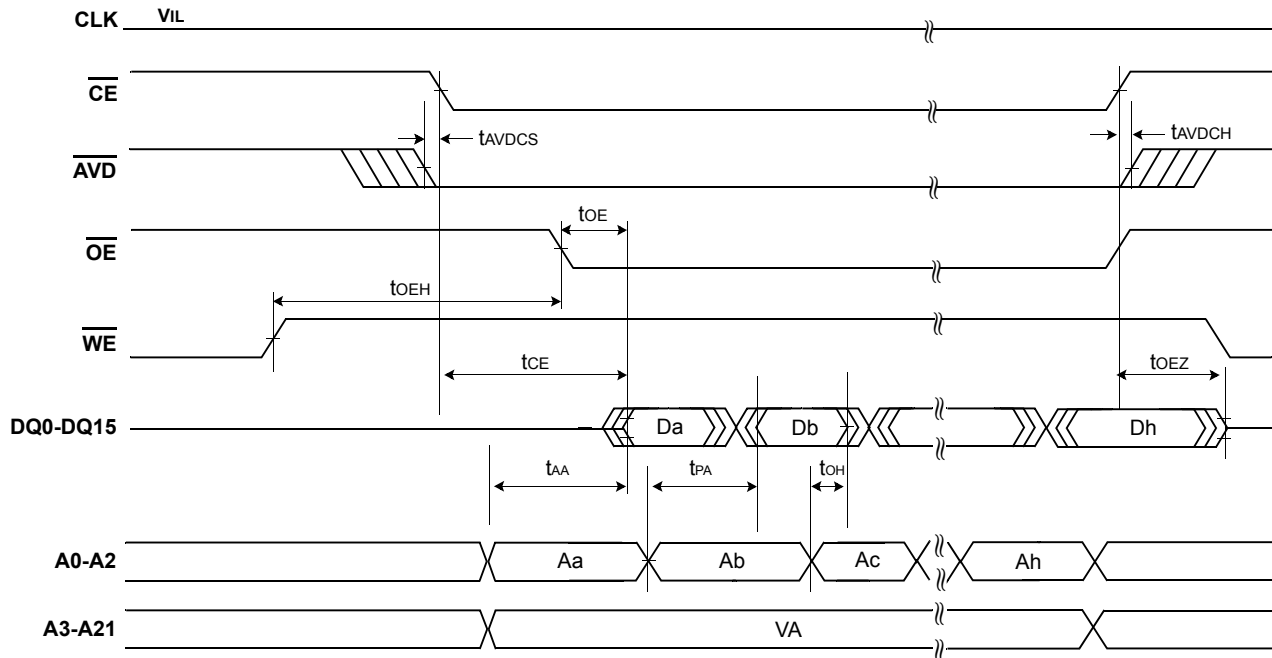 CLK VIL
CE
tAVDCS tAVDCH
AVD
tOE
OE
tOEH
WE
tCE tOEZ
DQ0-DQ15 Da Db Dh
tAA tPA tOH
A0-A2 Aa Ab Ac Ah
A3-A21 VA